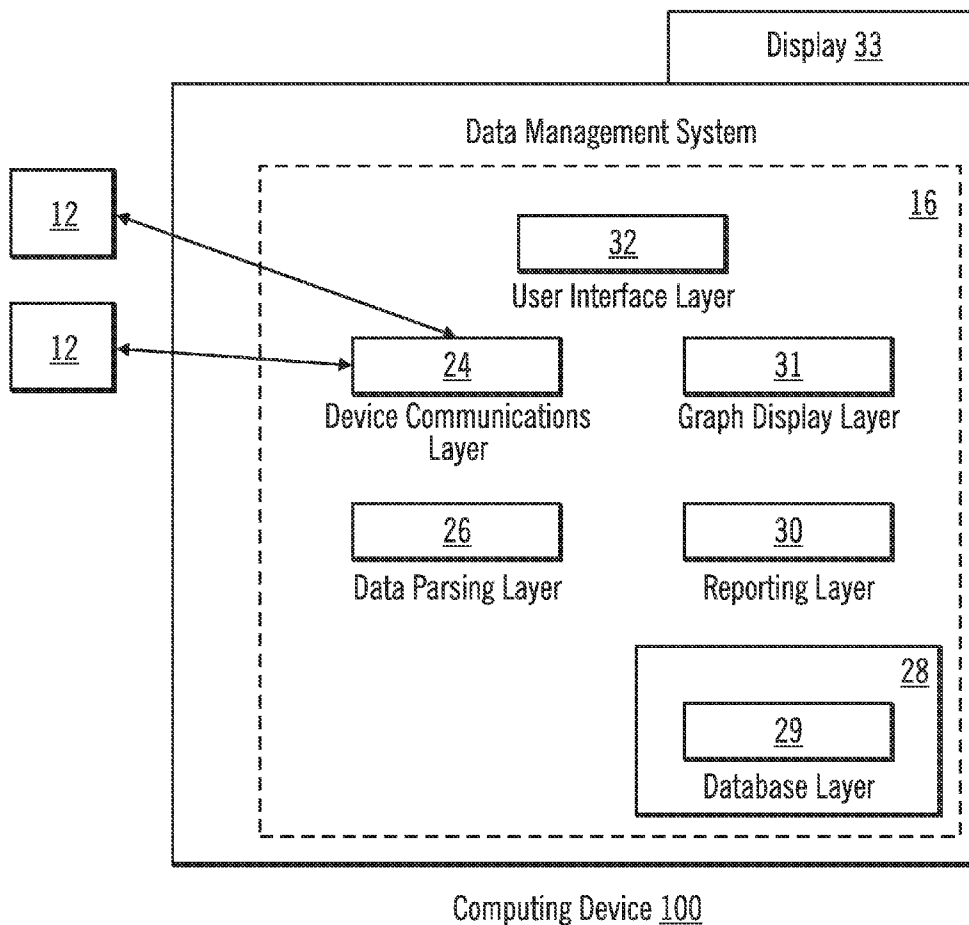 Display 33
Data Management System
16
12
32
User Interface Layer
12
24
31
Device Communications
Layer
Graph Display Layer
26
30
Data Parsing Layer
Reporting Layer
28
29
Database Layer
Computing Device 100